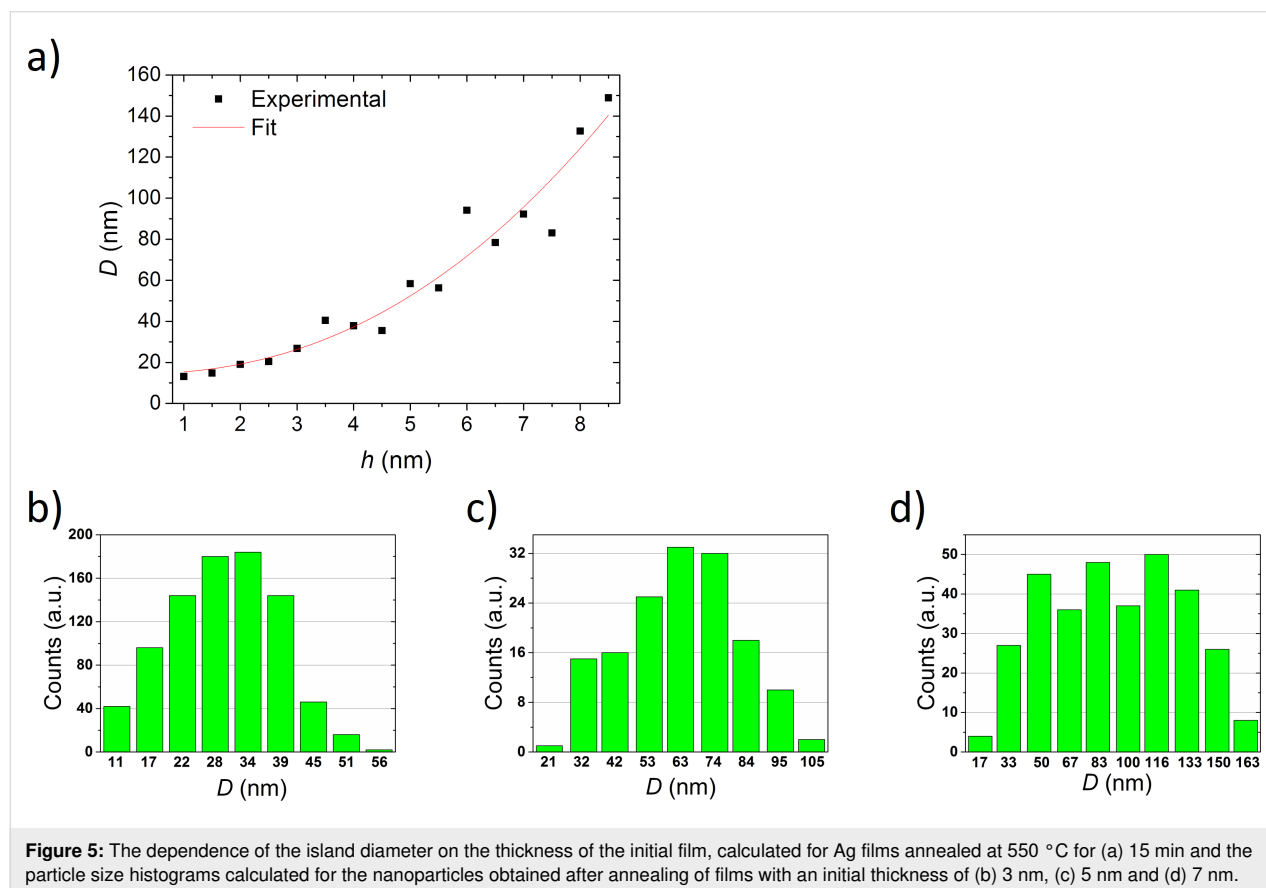 a)
160
140
120
100
80
60
40
20
0
Experimental
Fit
D (nm)
1 2 3 4 5 6 7 8
h (nm)
b)
200
160
120
80
40
0
Counts (a.u.)
11 17 22 28 34 39 45 51 56
D (nm)
c)
32
24
16
8
0
Counts (a.u.)
21 32 42 53 63 74 84 95 105
D (nm)
d)
50
40
30
20
10
0
Counts (a.u.)
17 33 50 67 83 100 116 133 150 163
D (nm)
Figure 5: The dependence of the island diameter on the thickness of the initial film, calculated for Ag films annealed at 550 °C for (a) 15 min and the
particle size histograms calculated for the nanoparticles obtained after annealing of films with an initial thickness of (b) 3 nm, (c) 5 nm and (d) 7 nm.